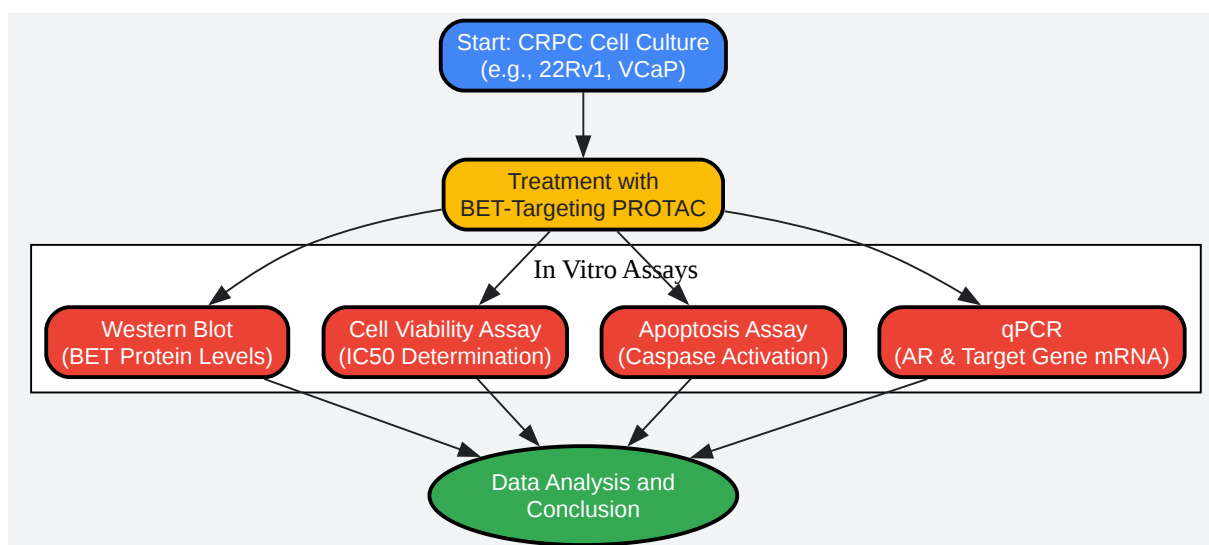 Start: CRPC Cell Culture
(e.g., 22Rv1, VCaP)
Treatment with
BET-Targeting PROTAC
In Vitro Assays
Western Blot
(BET Protein Levels)
Cell Viability Assay
(IC50 Determination)
Apoptosis Assay
(Caspase Activation)
qPCR
(AR & Target Gene mRNA)
Data Analysis and
Conclusion